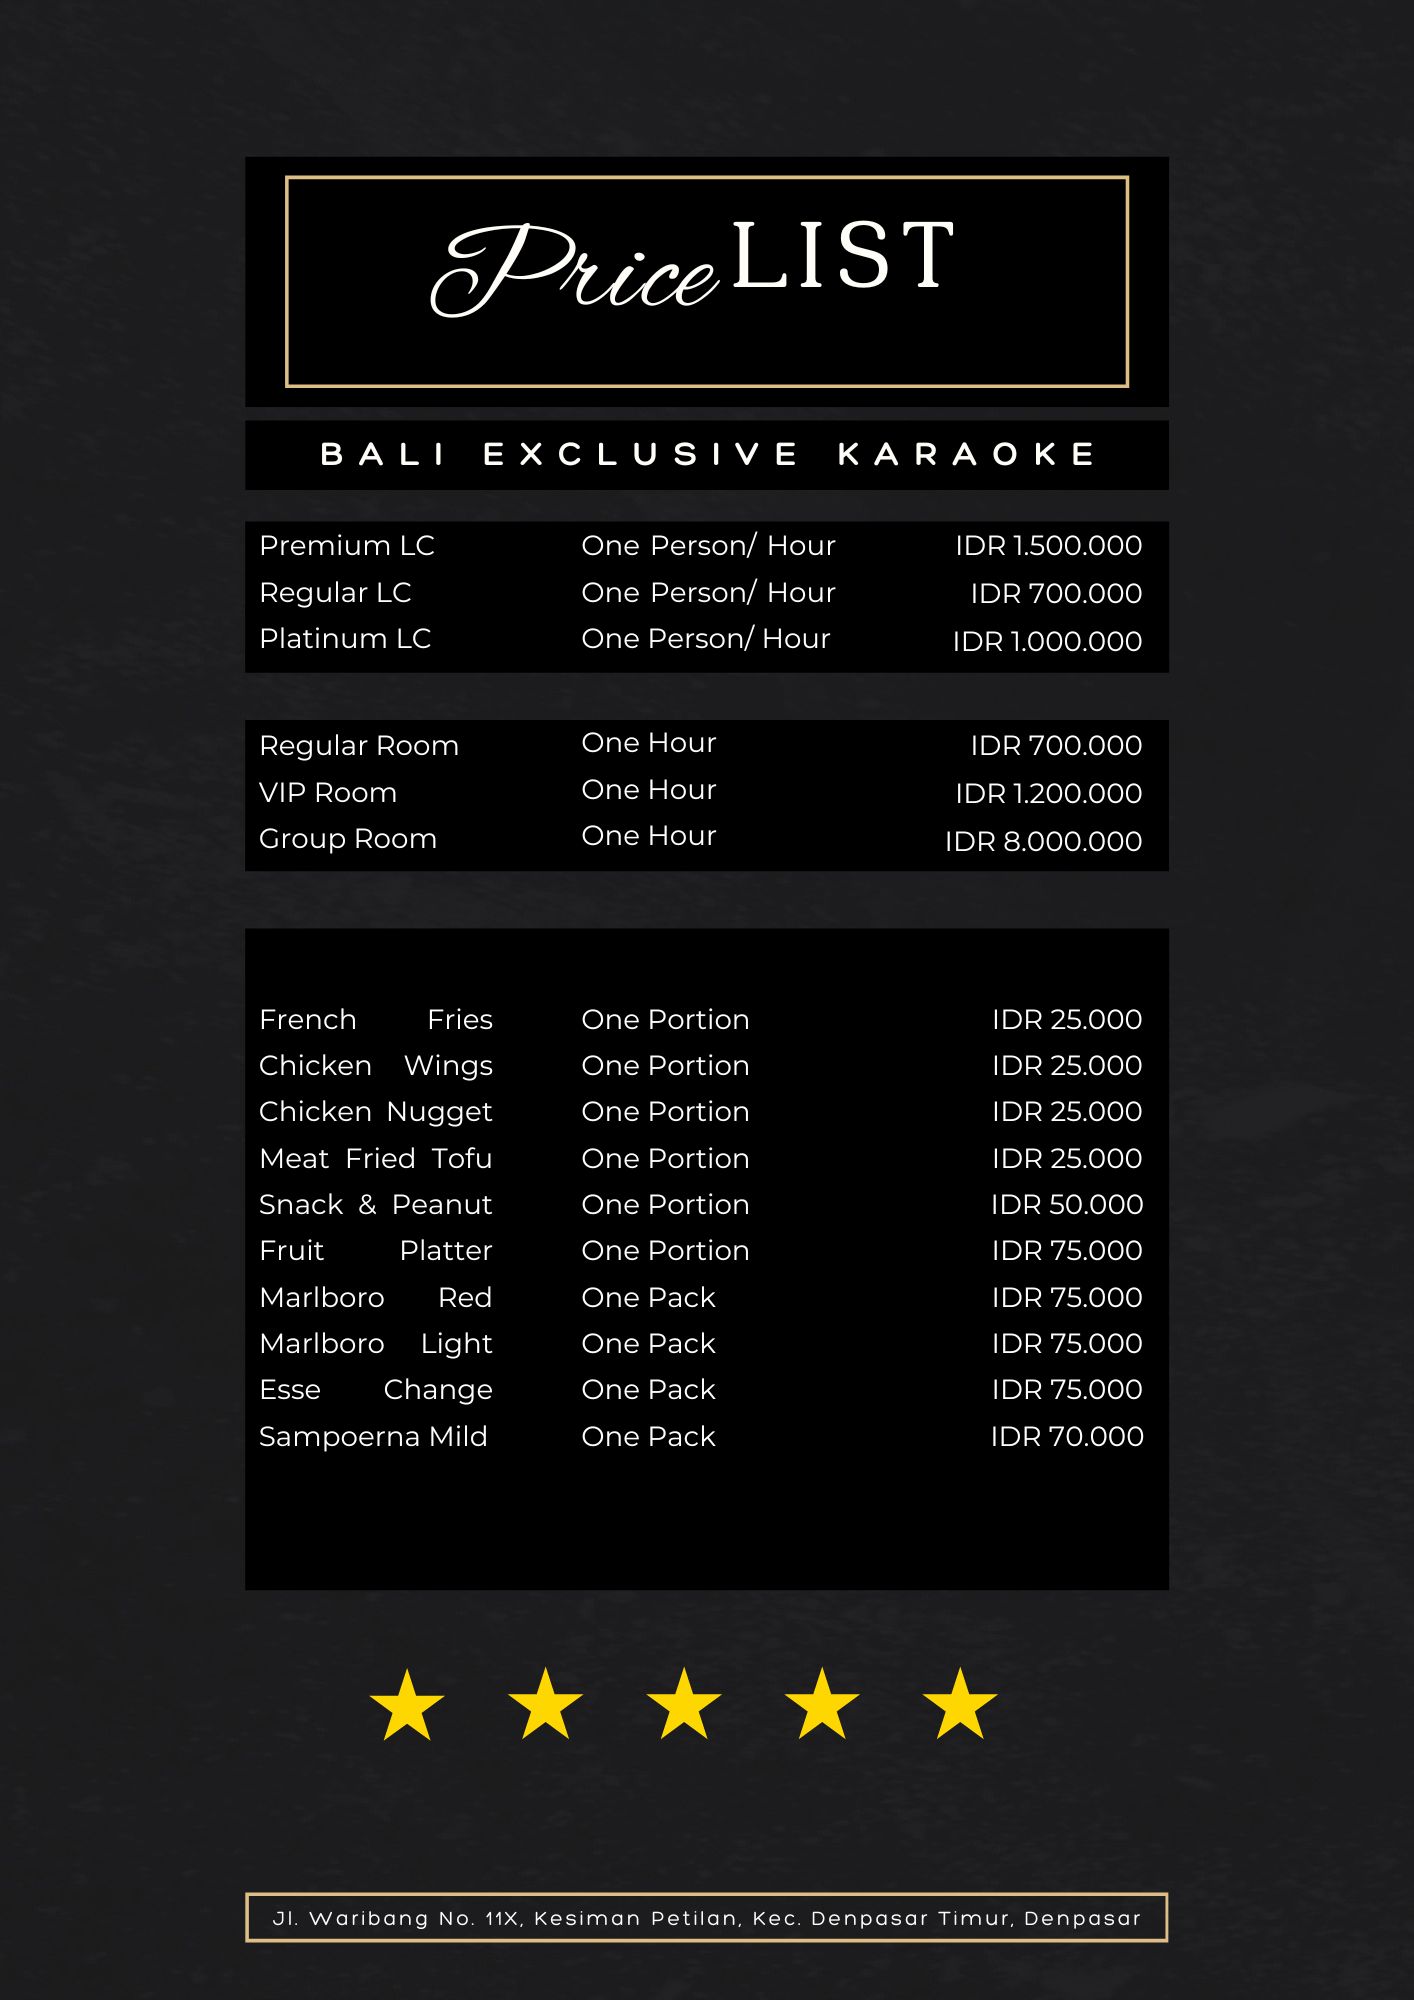 Price LIST
BALI EXCLUSIVE KARAOKE
Premium LC One Person/ Hour IDR 1.500.000
Regular LC One Person/ Hour IDR 700.000
Platinum LC One Person/ Hour IDR 1.000.000
Regular Room One Hour IDR 700.000
VIP Room One Hour IDR 1.200.000
Group Room One Hour IDR 8.000.000
French Fries One Portion IDR 25.000
Chicken Wings One Portion IDR 25.000
Chicken Nugget One Portion IDR 25.000
Meat Fried Tofu One Portion IDR 25.000
Snack & Peanut One Portion IDR 50.000
Fruit Platter One Portion IDR 75.000
Marlboro Red One Pack IDR 75.000
Marlboro Light One Pack IDR 75.000
Esse Change One Pack IDR 75.000
Sampoerna Mild One Pack IDR 70.000
Jl. Waribang No. 11X, Kesiman Petilan, Kec. Denpasar Timur, Denpasar